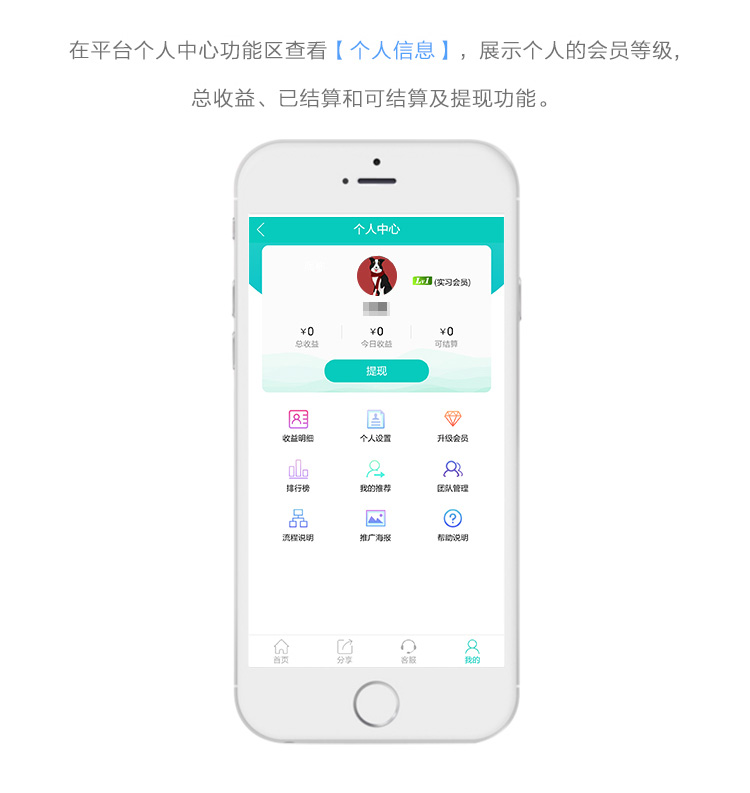 在平台个人中心功能区查看【个人信息】，展示个人的会员等级，
总收益、已结算和可结算及提现功能。
个人中心
Lv1 (实习会员)
¥0 ¥0 ¥0
总收益 今日收益 可结算
提现
收益明细 个人设置 升级会员
排行榜 我的推荐 团队管理
流程说明 推广海报 帮助说明
首页 分享 客服 我的